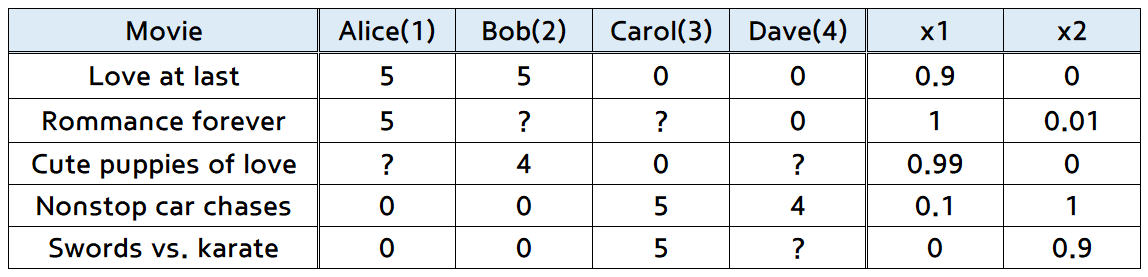 Movie Alice(1) Bob(2) Carol(3) Dave(4) x1 x2
Love at last 5 5 0 0 0.9 0
Rommance forever 5 ? ? 0 1 0.01
Cute puppies of love ? 4 0 ? 0.99 0
Nonstop car chases 0 0 5 4 0.1 1
Swords vs. karate 0 0 5 ? 0 0.9